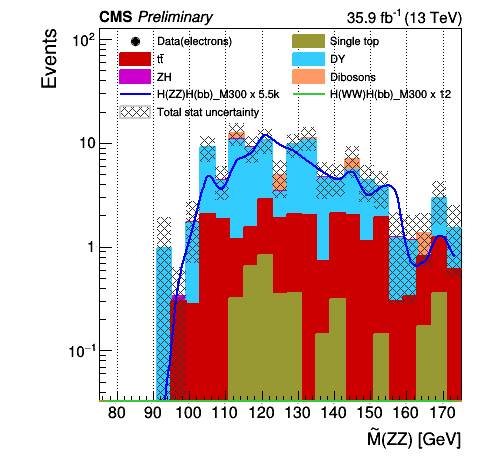 CMS Preliminary 35.9 fb⁻¹ (13 TeV)
Events
Data(electrons) Single top
tt̄ DY
ZH Dibosons
H(ZZ)H(bb)_M300 x 5.5k H(WW)H(bb)_M300 x 12
Total stat uncertainty
10²
10
1
10⁻¹
80 90 100 110 120 130 140 150 160 170
M̃(ZZ) [GeV]